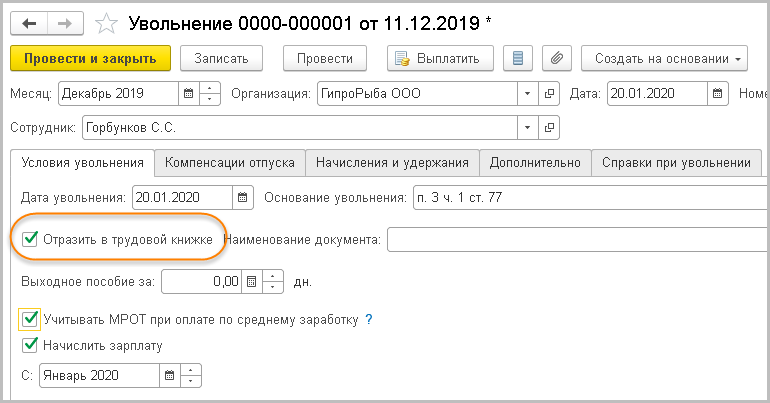 Увольнение 0000-000001 от 11.12.2019 *
Провести и закрыть Записать Провести Выплатить Создать на основании
Месяц: Декабрь 2019 Организация: ГипроРыба ООО Дата: 20.01.2020 Номе
Сотрудник: Горбунков С.С.
Условия увольнения Компенсации отпуска Начисления и удержания Дополнительно Справки при увольнении
Дата увольнения: 20.01.2020 Основание увольнения: п. 3 ч. 1 ст. 77
Отразить в трудовой книжке Наименование документа:
Выходное пособие за: 0,00 дн.
Учитывать МРОТ при оплате по среднему заработку ?
Начислить зарплату
С: Январь 2020